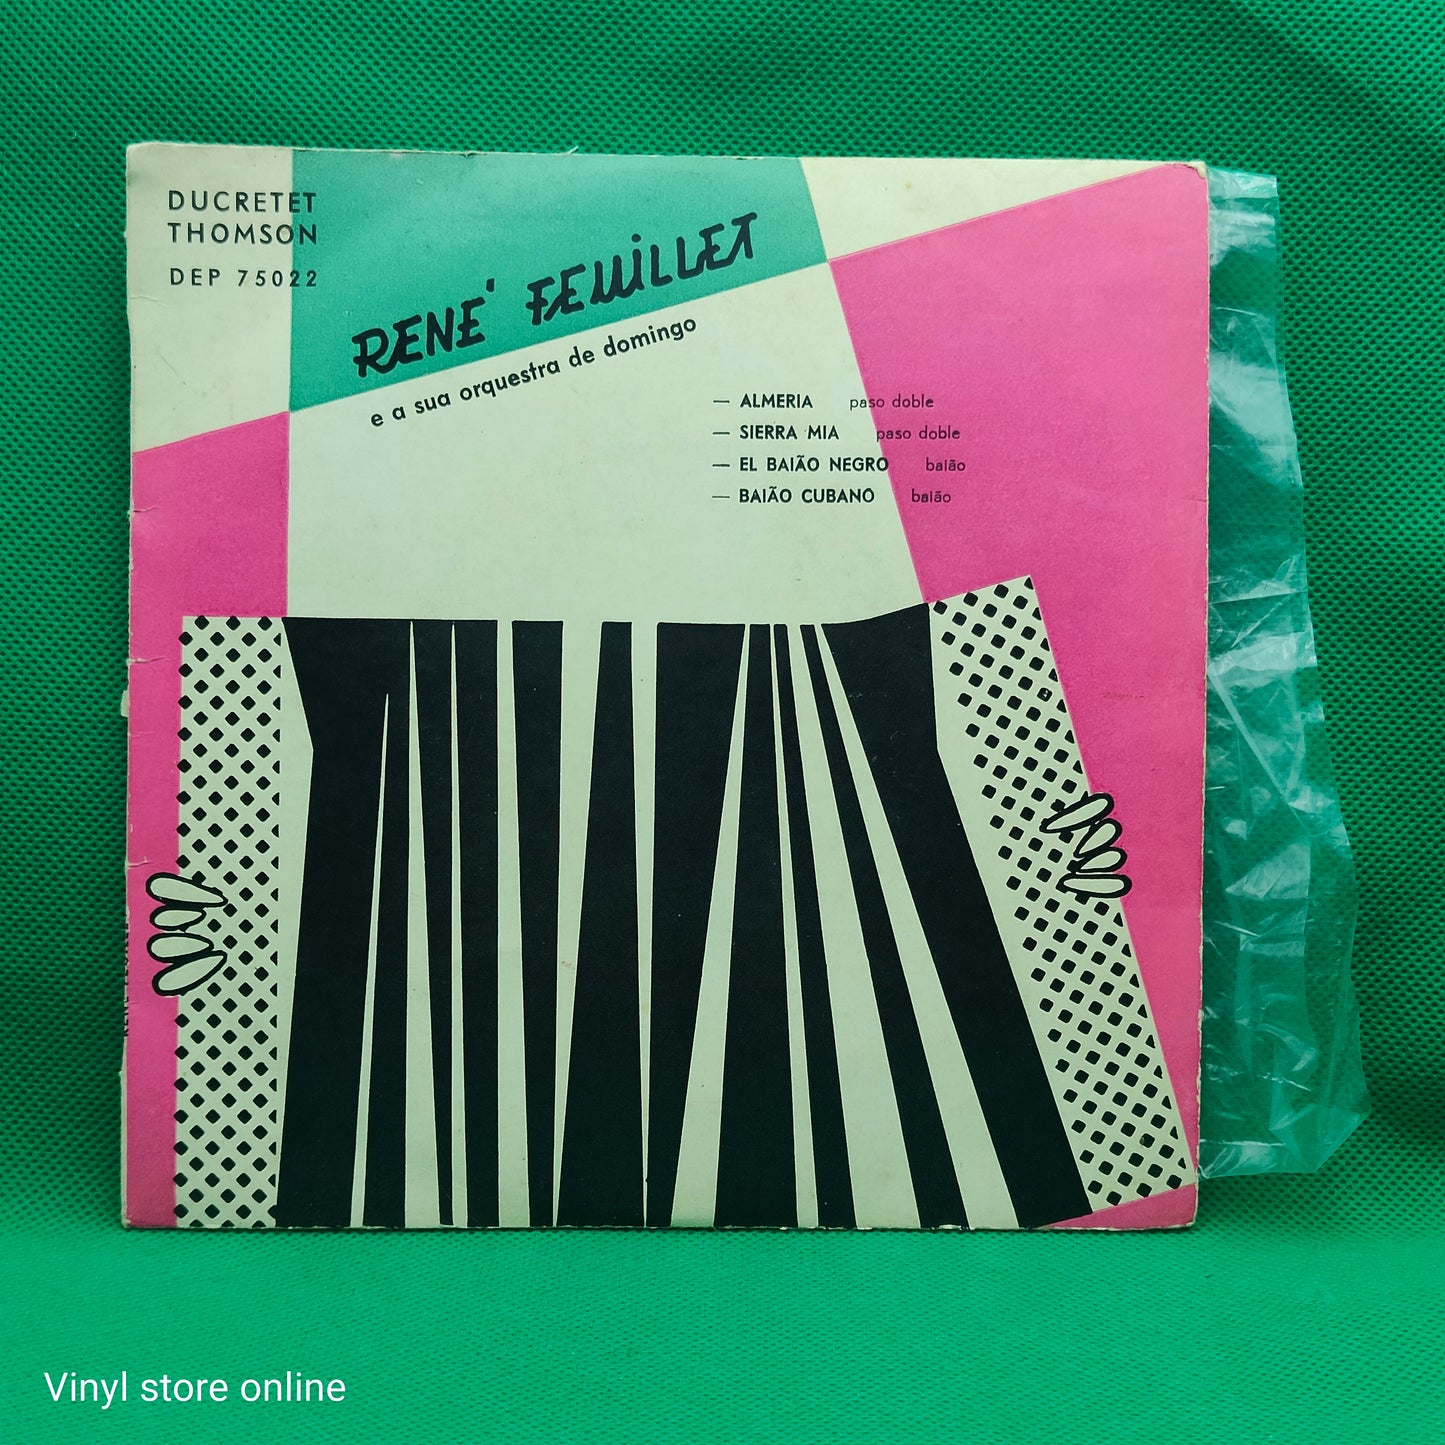 DUCRETET
THOMSON
DEP 75022
RENÉ FEUILLET
e a sua orquestra de domingo
— ALMERIA paso doble
— SIERRA MIA paso doble
— EL BAIÃO NEGRO baião
— BAIÃO CUBANO baião
Vinyl store online